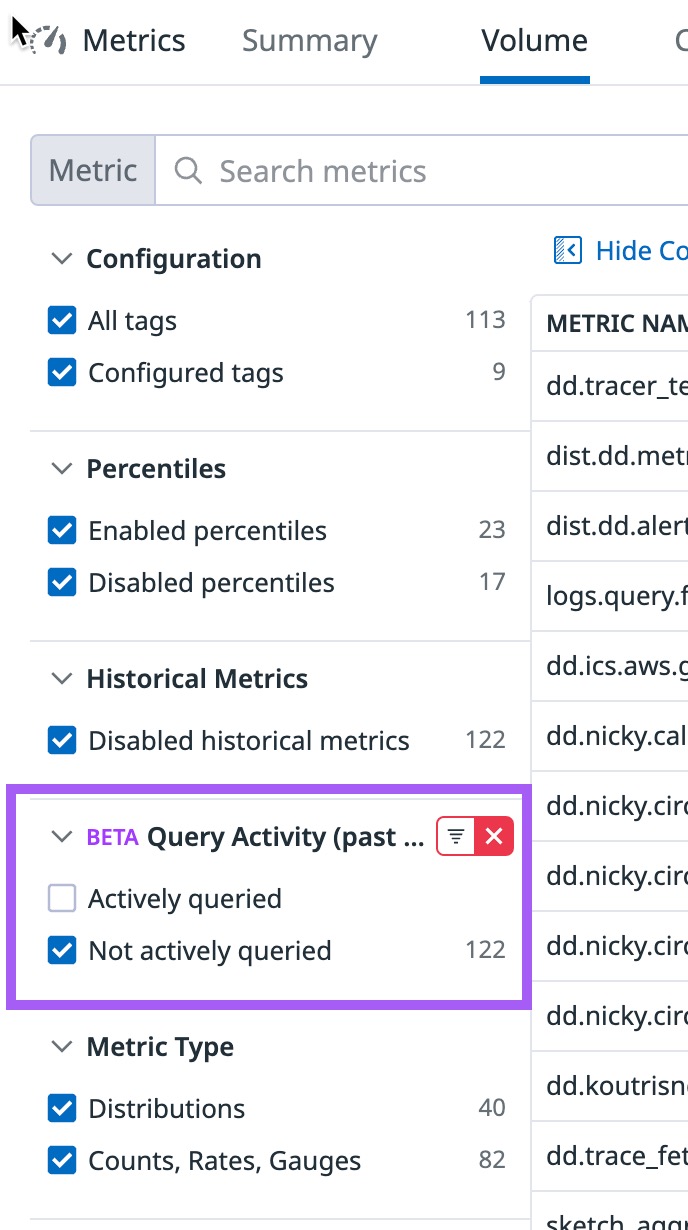 Metrics Summary Volume
Metric Search metrics
Configuration
All tags 113
Configured tags 9
Percentiles
Enabled percentiles 23
Disabled percentiles 17
Historical Metrics
Disabled historical metrics 122
BETA Query Activity (past ...
Actively queried
Not actively queried 122
Metric Type
Distributions 40
Counts, Rates, Gauges 82
Hide Co
METRIC NAM
dd.tracer_te
dist.dd.metr
dist.dd.alert
logs.query.f
dd.ics.aws.g
dd.nicky.cal
dd.nicky.circ
dd.nicky.circ
dd.nicky.circ
dd.nicky.circ
dd.koutrisn
dd.trace_fet
sketch_aggr